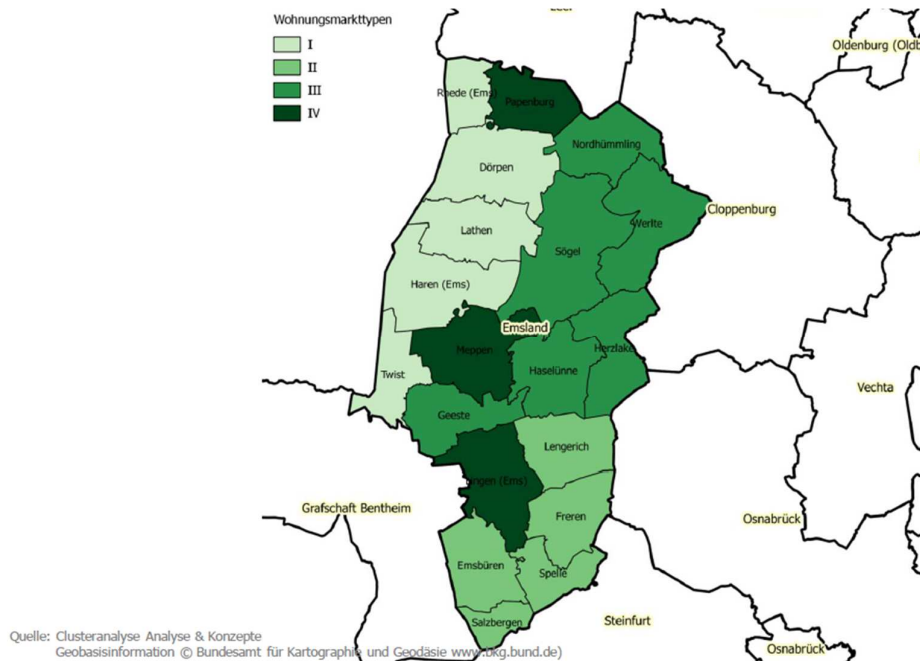 Wohnungsmarkttypen
I
II
III
IV
Leer
Oldenburg (Oldb
Rhede (Ems)
Papenburg
Nordhümmling
Dörpen
Cloppenburg
Werlte
Lathen
Sögel
Haren (Ems)
Emsland
Meppen
Herzlake
Haselünne
Twist
Vechta
Geeste
Lengerich
Lingen (Ems)
Grafschaft Bentheim
Freren
Osnabrück
Emsbüren
Spelle
Salzbergen
Steinfurt
Quelle: Clusteranalyse Analyse & Konzepte
Geobasisinformation © Bundesamt für Kartographie und Geodäsie www.bkg.bund.de)
Osnabrück